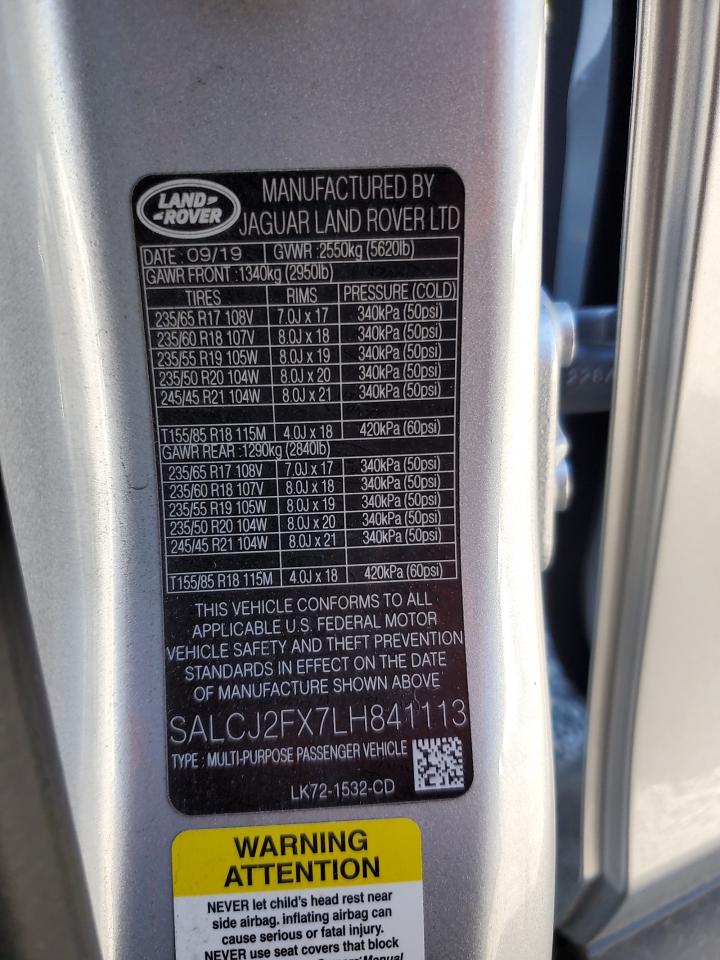 LAND-
-ROVER
MANUFACTURED BY
JAGUAR LAND ROVER LTD
DATE : 09/19 GVWR :2550kg (5620lb)
GAWR FRONT :1340kg (2950lb)
TIRES RIMS PRESSURE (COLD)
235/65 R17 108V 7.0J x 17 340kPa (50psi)
235/60 R18 107V 8.0J x 18 340kPa (50psi)
235/55 R19 105W 8.0J x 19 340kPa (50psi)
235/50 R20 104W 8.0J x 20 340kPa (50psi)
245/45 R21 104W 8.0J x 21 340kPa (50psi)
T155/85 R18 115M 4.0J x 18 420kPa (60psi)
GAWR REAR :1290kg (2840lb)
235/65 R17 108V 7.0J x 17 340kPa (50psi)
235/60 R18 107V 8.0J x 18 340kPa (50psi)
235/55 R19 105W 8.0J x 19 340kPa (50psi)
235/50 R20 104W 8.0J x 20 340kPa (50psi)
245/45 R21 104W 8.0J x 21 340kPa (50psi)
T155/85 R18 115M 4.0J x 18 420kPa (60psi)
THIS VEHICLE CONFORMS TO ALL
APPLICABLE U.S. FEDERAL MOTOR
VEHICLE SAFETY AND THEFT PREVENTION
STANDARDS IN EFFECT ON THE DATE
OF MANUFACTURE SHOWN ABOVE
SALCJ2FX7LH841113
TYPE : MULTI-PURPOSE PASSENGER VEHICLE
LK72-1532-CD
WARNING
ATTENTION
NEVER let child's head rest near
side airbag. inflating airbag can
cause serious or fatal injury.
NEVER use seat covers that block
Manual